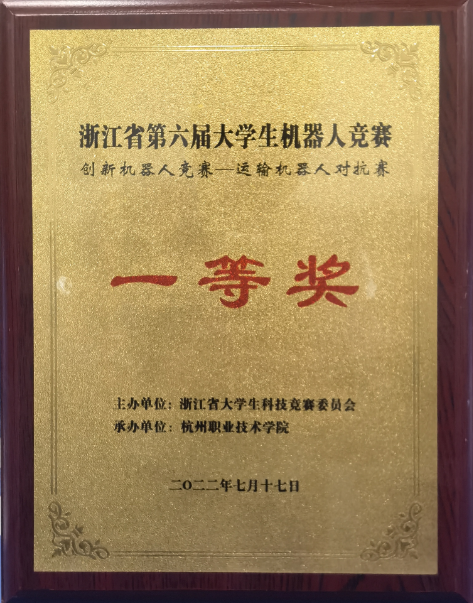 浙江省第六届大学生机器人竞赛
创新机器人竞赛—运输机器人对抗赛
一等奖
主办单位：浙江省大学生科技竞赛委员会
承办单位：杭州职业技术学院
二〇二二年七月十七日